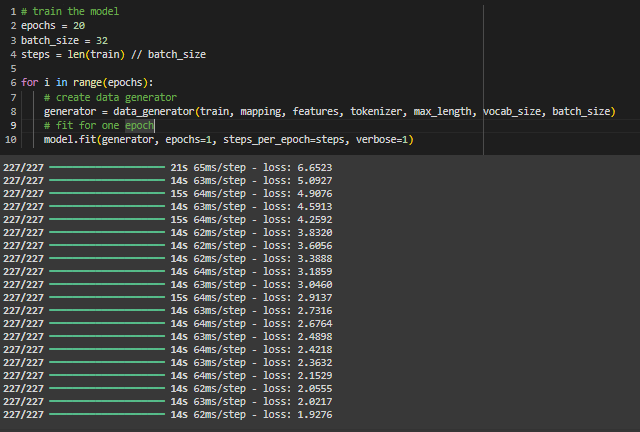 1 # train the model
2 epochs = 20
3 batch_size = 32
4 steps = len(train) // batch_size
5
6 for i in range(epochs):
7 # create data generator
8 generator = data_generator(train, mapping, features, tokenizer, max_length, vocab_size, batch_size)
9 # fit for one epoch
10 model.fit(generator, epochs=1, steps_per_epoch=steps, verbose=1)
227/227 21s 65ms/step - loss: 6.6523
227/227 14s 63ms/step - loss: 5.0927
227/227 15s 64ms/step - loss: 4.9076
227/227 14s 63ms/step - loss: 4.5913
227/227 15s 64ms/step - loss: 4.2592
227/227 14s 62ms/step - loss: 3.8320
227/227 14s 62ms/step - loss: 3.6056
227/227 14s 62ms/step - loss: 3.3888
227/227 14s 64ms/step - loss: 3.1859
227/227 14s 63ms/step - loss: 3.0460
227/227 15s 64ms/step - loss: 2.9137
227/227 14s 63ms/step - loss: 2.7316
227/227 14s 64ms/step - loss: 2.6764
227/227 14s 63ms/step - loss: 2.4898
227/227 14s 64ms/step - loss: 2.4218
227/227 14s 63ms/step - loss: 2.3632
227/227 14s 64ms/step - loss: 2.1529
227/227 14s 62ms/step - loss: 2.0555
227/227 14s 63ms/step - loss: 2.0217
227/227 14s 62ms/step - loss: 1.9276